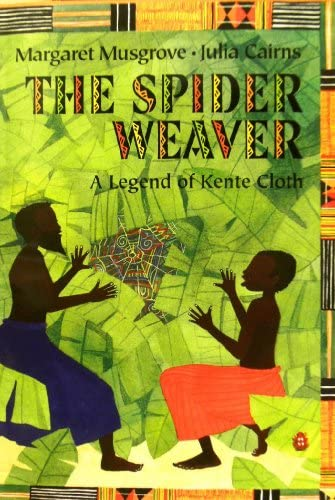 Margaret Musgrove • Julia Cairns
THE SPIDER
WEAVER
A Legend of Kente Cloth